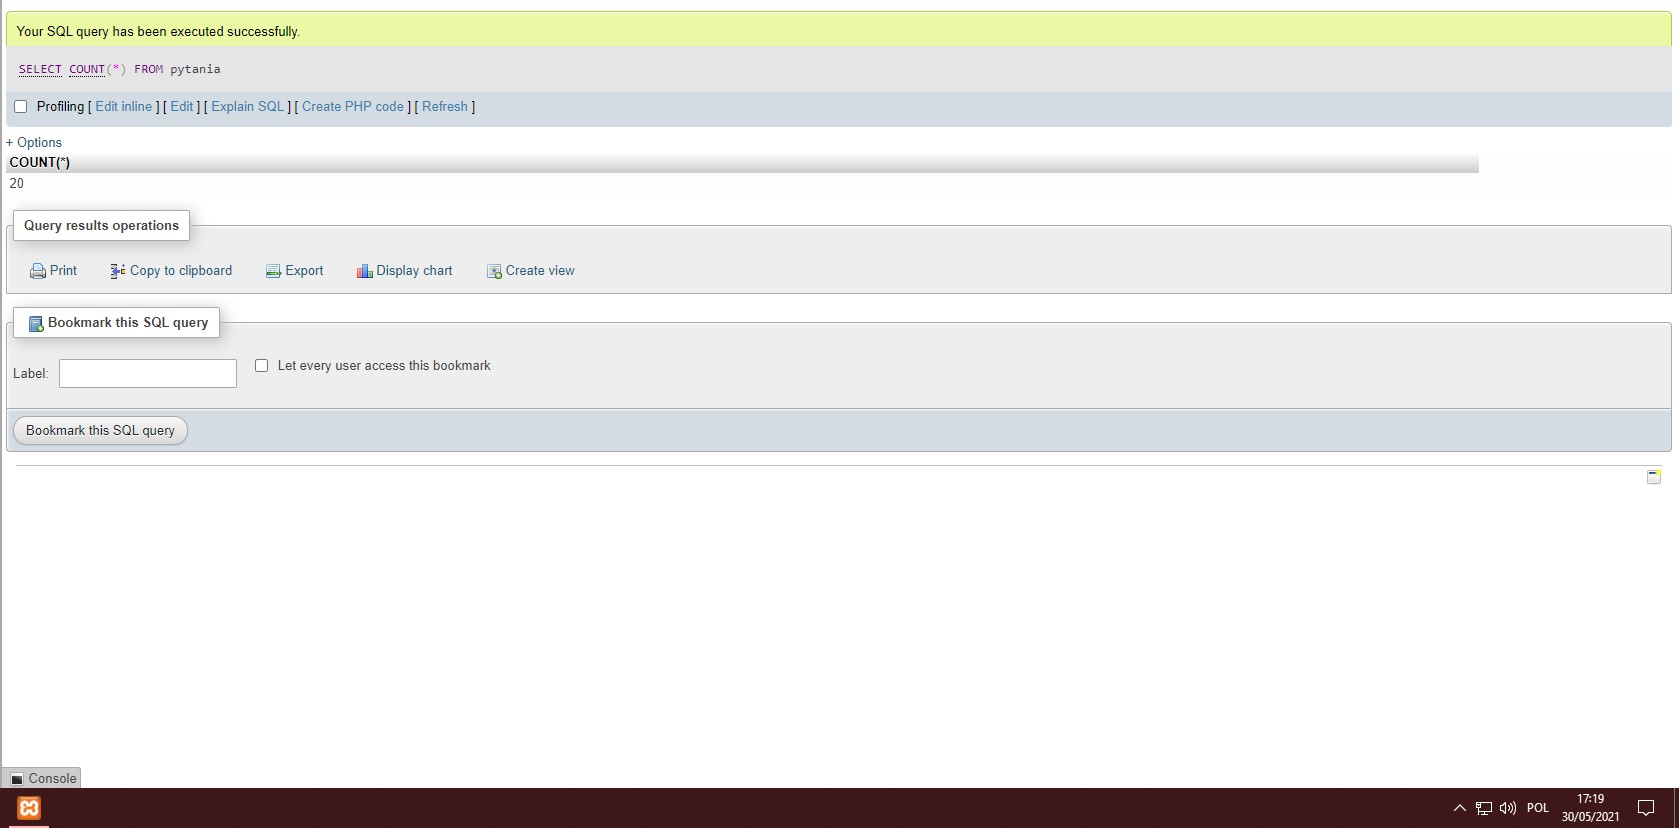 Your SQL query has been executed successfully.
SELECT COUNT(*) FROM pytania
Profiling [ Edit inline ] [ Edit ] [ Explain SQL ] [ Create PHP code ] [ Refresh ]
+ Options
COUNT(*)
20
Query results operations
Print Copy to clipboard Export Display chart Create view
Bookmark this SQL query
Label: Let every user access this bookmark
Bookmark this SQL query
Console
POL 17:19
30/05/2021